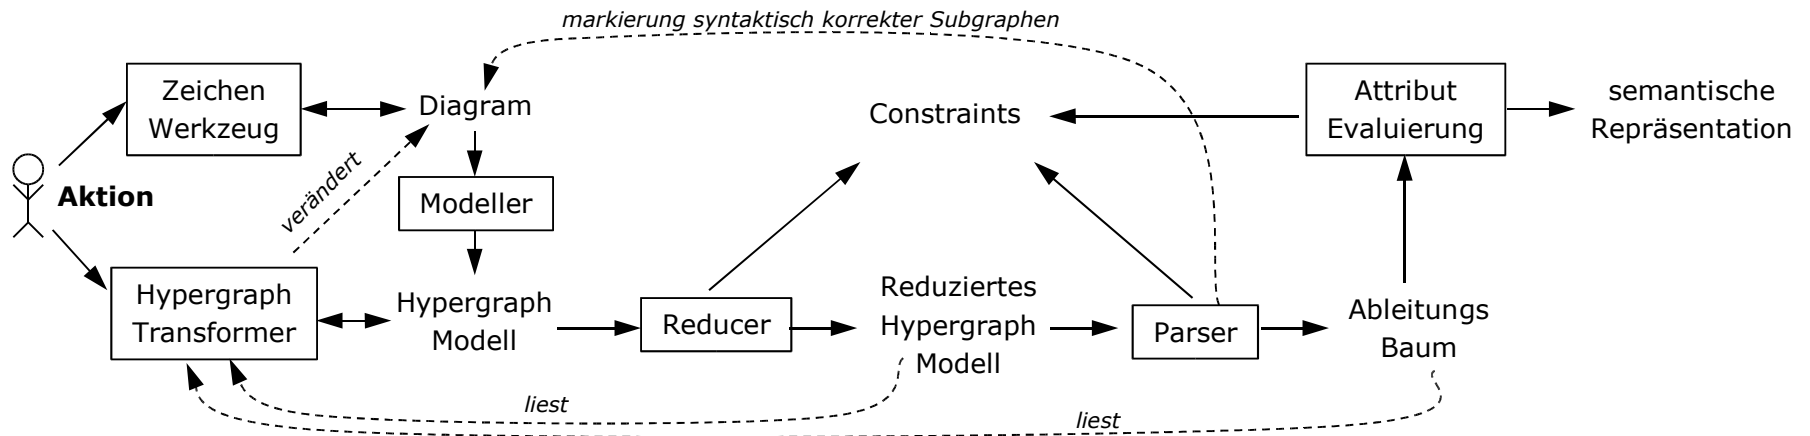 markierung syntaktisch korrekter Subgraphen
Zeichen
Werkzeug
Diagram
Constraints
Attribut
Evaluierung
semantische
Repräsentation
Aktion
verändert
Modeller
Hypergraph
Transformer
Hypergraph
Modell
Reducer
Reduziertes
Hypergraph
Modell
Parser
Ableitungs
Baum
liest
liest